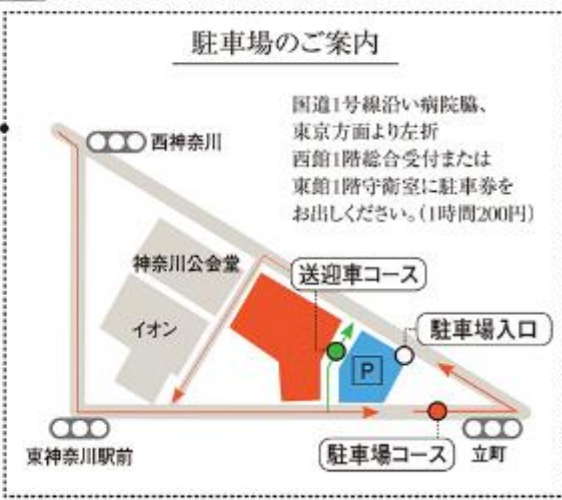 駐車場のご案内
国道1号線沿い病院脇、
東京方面より左折
西館1階総合受付または
東館1階守衛室に駐車券を
お出しください。(1時間200円)
西神奈川
神奈川公会堂
送迎車コース
イオン
駐車場入口
P
東神奈川駅前
駐車場コース
立町